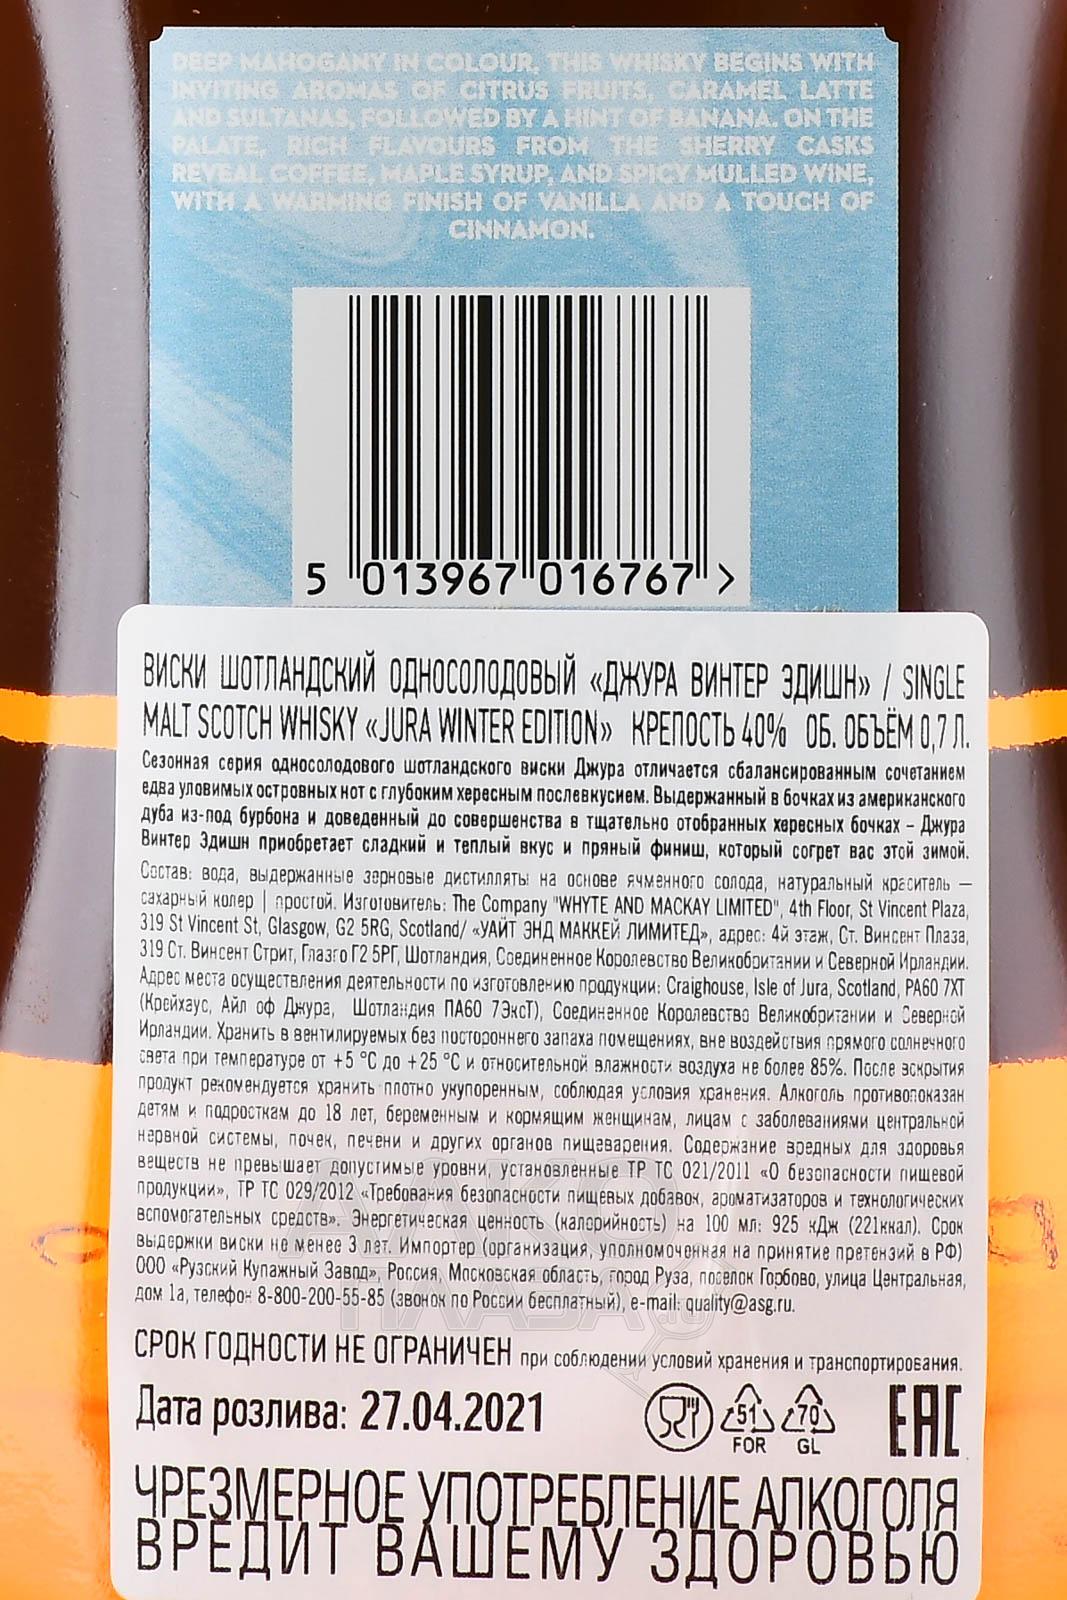 DEEP MAHOGANY IN COLOUR, THIS WHISKY BEGINS WITH
INVITING AROMAS OF CITRUS FRUITS, CARAMEL LATTE
AND SULTANAS, FOLLOWED BY A HINT OF BANANA. ON THE
PALATE, RICH FLAVOURS FROM THE SHERRY CASKS
REVEAL COFFEE, MAPLE SYRUP, AND SPICY MULLED WINE,
WITH A WARMING FINISH OF VANILLA AND A TOUCH OF
CINNAMON.
5 013967 016767 >
ВИСКИ ШОТЛАНДСКИЙ ОДНОСОЛОДОВЫЙ «ДЖУРА ВИНТЕР ЭДИШН» / SINGLE
MALT SCOTCH WHISKY «JURA WINTER EDITION» КРЕПОСТЬ 40% ОБ. ОБЪЁМ 0,7 Л.
Сезонная серия односолодового шотландского виски Джура отличается сбалансированным сочетанием
едва уловимых островных нот с глубоким хересным послевкусием. Выдержанный в бочках из американского
дуба из-под бурбона и доведенный до совершенства в тщательно отобранных хересных бочках – Джура
Винтер Эдишн приобретает сладкий и теплый вкус и пряный финиш, который согрет вас этой зимой.
Состав: вода, выдержанные зерновые дистилляты на основе ячменного солода, натуральный краситель –
сахарный колер | простой. Изготовитель: The Company "WHYTE AND MACKAY LIMITED", 4th Floor, St Vincent Plaza,
319 St Vincent St, Glasgow, G2 5RG, Scotland/ «УАЙТ ЭНД МАККЕЙ ЛИМИТЕД», адрес: 4й этаж, Ст. Винсент Плаза,
319 Ст. Винсент Стрит, Глазго Г2 5РГ, Шотландия, Соединенное Королевство Великобритании и Северной Ирландии.
Адрес места осуществления деятельности по изготовлению продукции: Craighouse, Isle of Jura, Scotland, PA60 7XT
(Крейхаус, Айл оф Джура, Шотландия ПА60 7ЭксТ), Соединенное Королевство Великобритании и Северной
Ирландии. Хранить в вентилируемых без постороннего запаха помещениях, вне воздействия прямого солнечного
света при температуре от +5 °С до +25 °С и относительной влажности воздуха не более 85%. После вскрытия
продукт рекомендуется хранить плотно укупоренным, соблюдая условия хранения. Алкоголь противопоказан
детям и подросткам до 18 лет, беременным и кормящим женщинам, лицам с заболеваниями центральной
нервной системы, почек, печени и других органов пищеварения. Содержание вредных для здоровья
веществ не превышает допустимые уровни, установленные ТР ТС 021/2011 «О безопасности пищевой
продукции», ТР ТС 029/2012 «Требования безопасности пищевых добавок, ароматизаторов и технологических
вспомогательных средств». Энергетическая ценность (калорийность) на 100 мл: 925 кДж (221ккал). Срок
выдержки виски не менее 3 лет. Импортер (организация, уполномоченная на принятие претензий в РФ)
ООО «Рузский Купажный Завод», Россия, Московская область, город Руза, поселок Горбово, улица Центральная,
дом 1а, телефон 8-800-200-55-85 (звонок по России бесплатный), e-mail: quality@asg.ru.
СРОК ГОДНОСТИ НЕ ОГРАНИЧЕН при соблюдении условий хранения и транспортирования.
Дата розлива: 27.04.2021
51 70
FOR GL
EAC
ЧРЕЗМЕРНОЕ УПОТРЕБЛЕНИЕ АЛКОГОЛЯ
ВРЕДИТ ВАШЕМУ ЗДОРОВЬЮ
АЛКО
ПЛАЗА
.ru